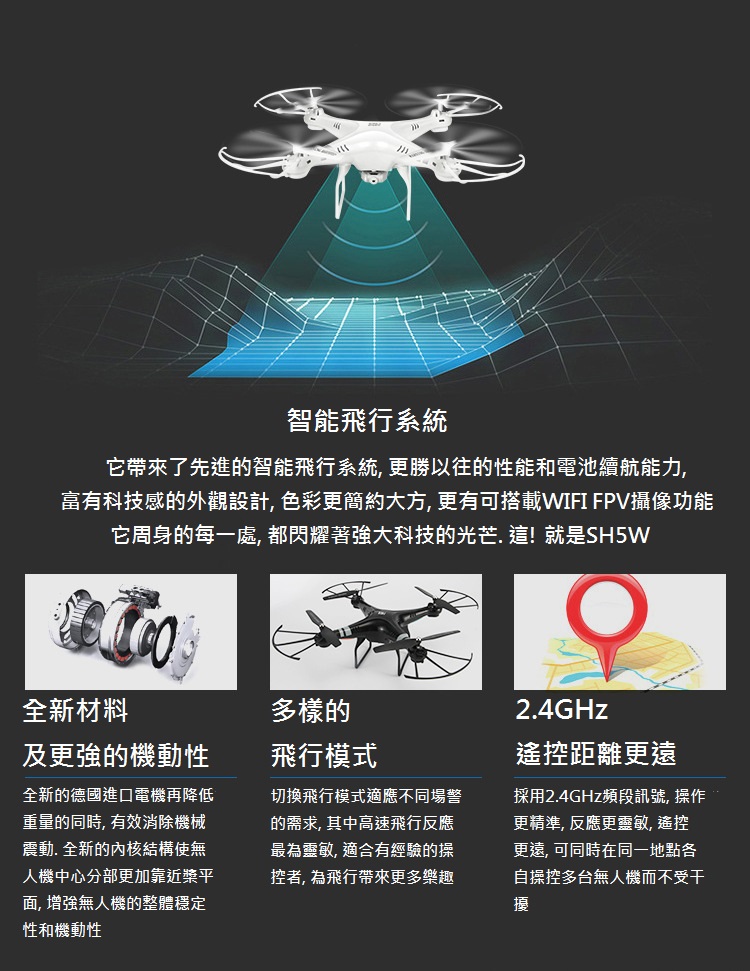 智能飛行系統
它帶來了先進的智能飛行系統, 更勝以往的性能和電池續航能力,
富有科技感的外觀設計, 色彩更簡約大方, 更有可搭載WIFI FPV攝像功能
它周身的每一處, 都閃耀著強大科技的光芒. 這! 就是SH5W
全新材料
及更強的機動性
全新的德國進口電機再降低
重量的同時, 有效消除機械
震動. 全新的內核結構使無
人機中心分部更加靠近槳平
面, 增強無人機的整體穩定
性和機動性
多樣的
飛行模式
切換飛行模式適應不同場警
的需求, 其中高速飛行反應
最為靈敏, 適合有經驗的操
控者, 為飛行帶來更多樂趣
2.4GHz
遙控距離更遠
採用2.4GHz頻段訊號, 操作
更精準, 反應更靈敏, 遙控
更遠, 可同時在同一地點各
自操控多台無人機而不受干
擾